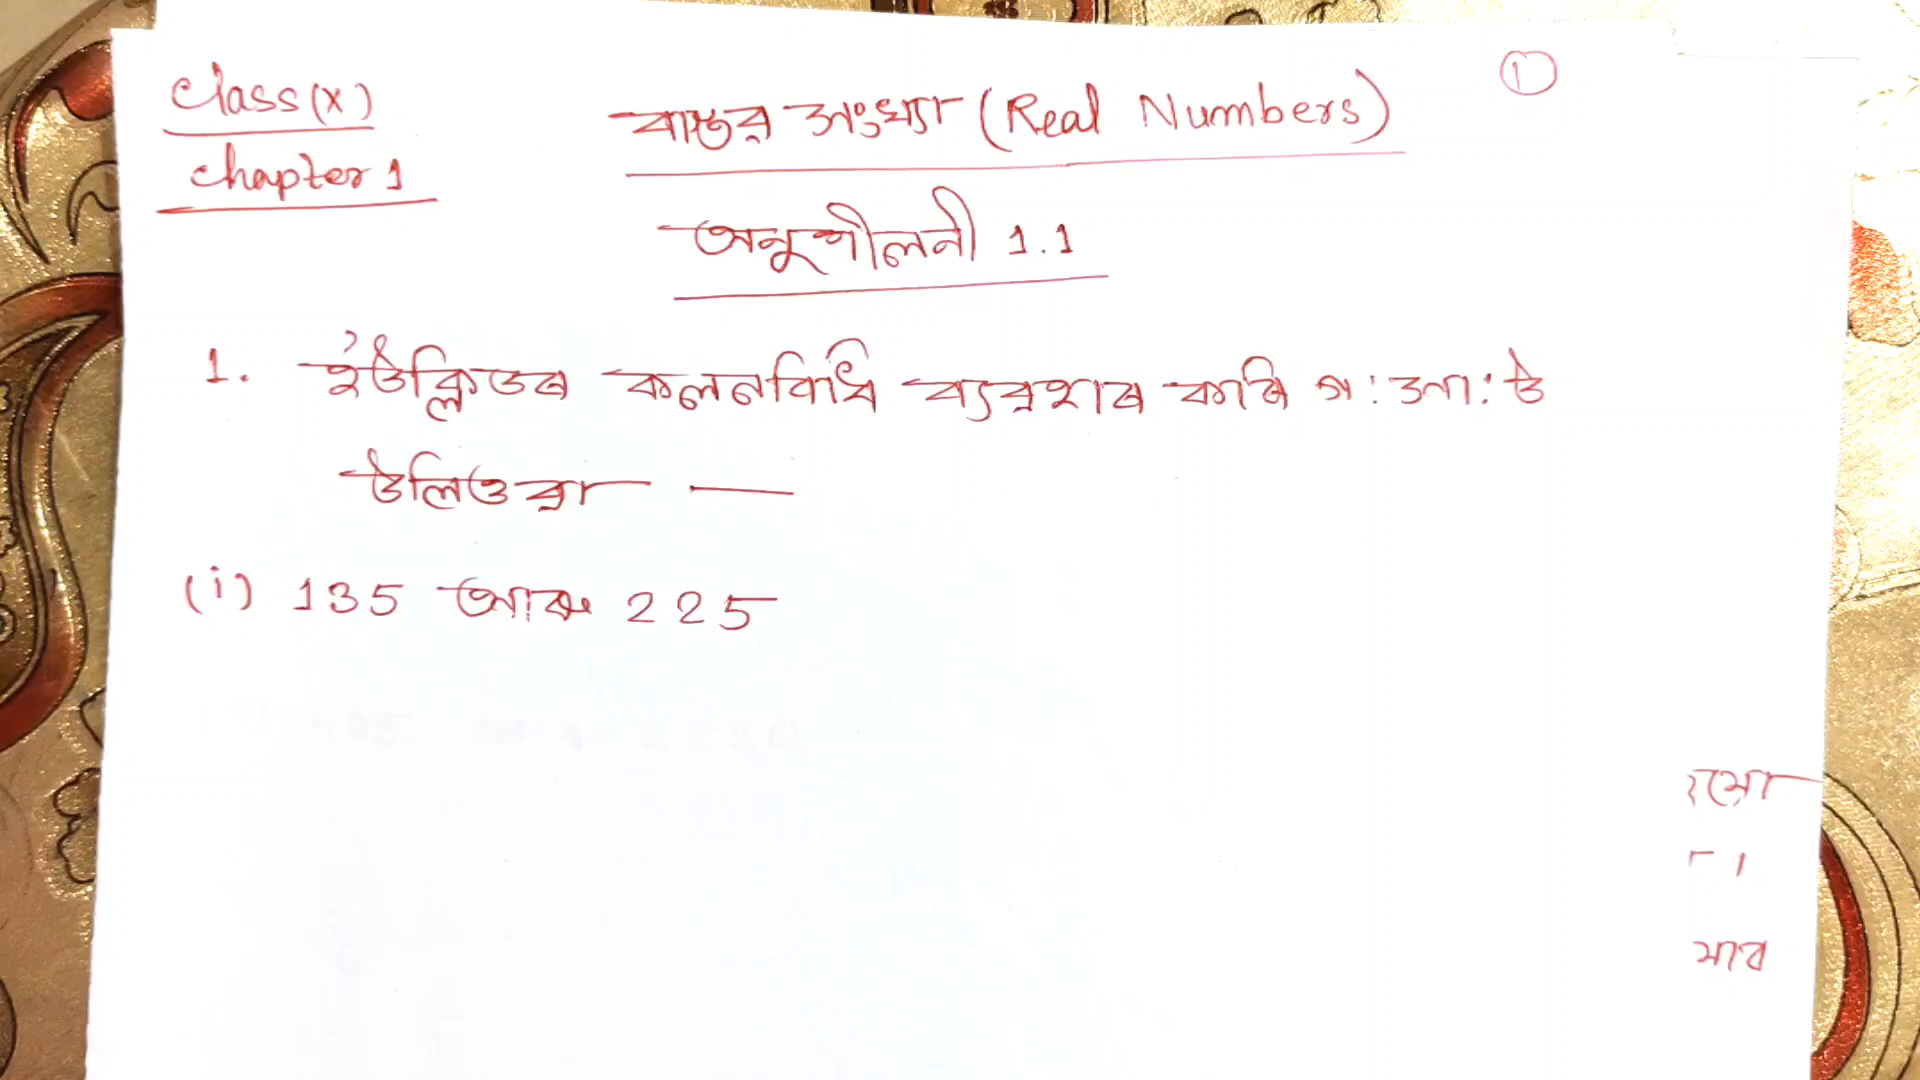 Class (X)
Chapter 1
1
বাস্তৱ সংখ্যা (Real Numbers)
অনুশীলনী 1.1
1. ইউক্লিডৰ কলনবিধি ব্যৱহাৰ কৰি গ:সা:উ
উলিওৱা —
(i) 135 আৰু 225